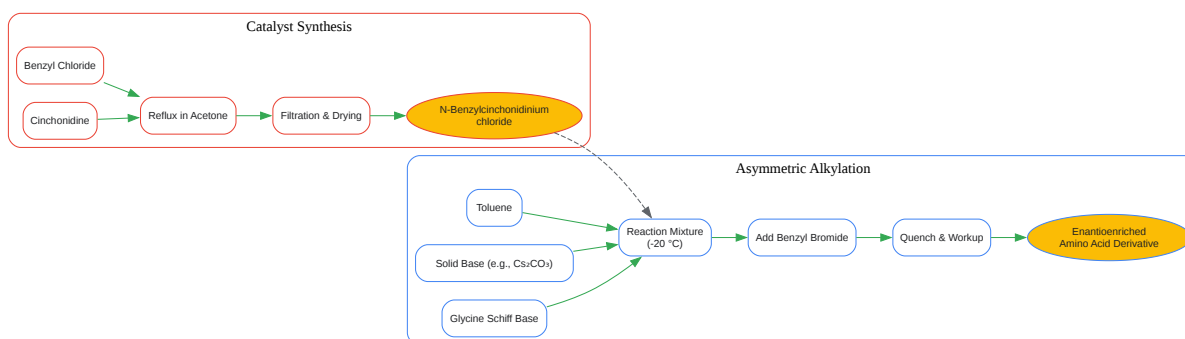 Catalyst Synthesis
Benzyl Chloride
Cinchonidine
Reflux in Acetone
Filtration & Drying
N-Benzylcinchonidinium
chloride
Asymmetric Alkylation
Toluene
Solid Base (e.g., Cs₂CO₃)
Glycine Schiff Base
Reaction Mixture
(-20 °C)
Add Benzyl Bromide
Quench & Workup
Enantioenriched
Amino Acid Derivative